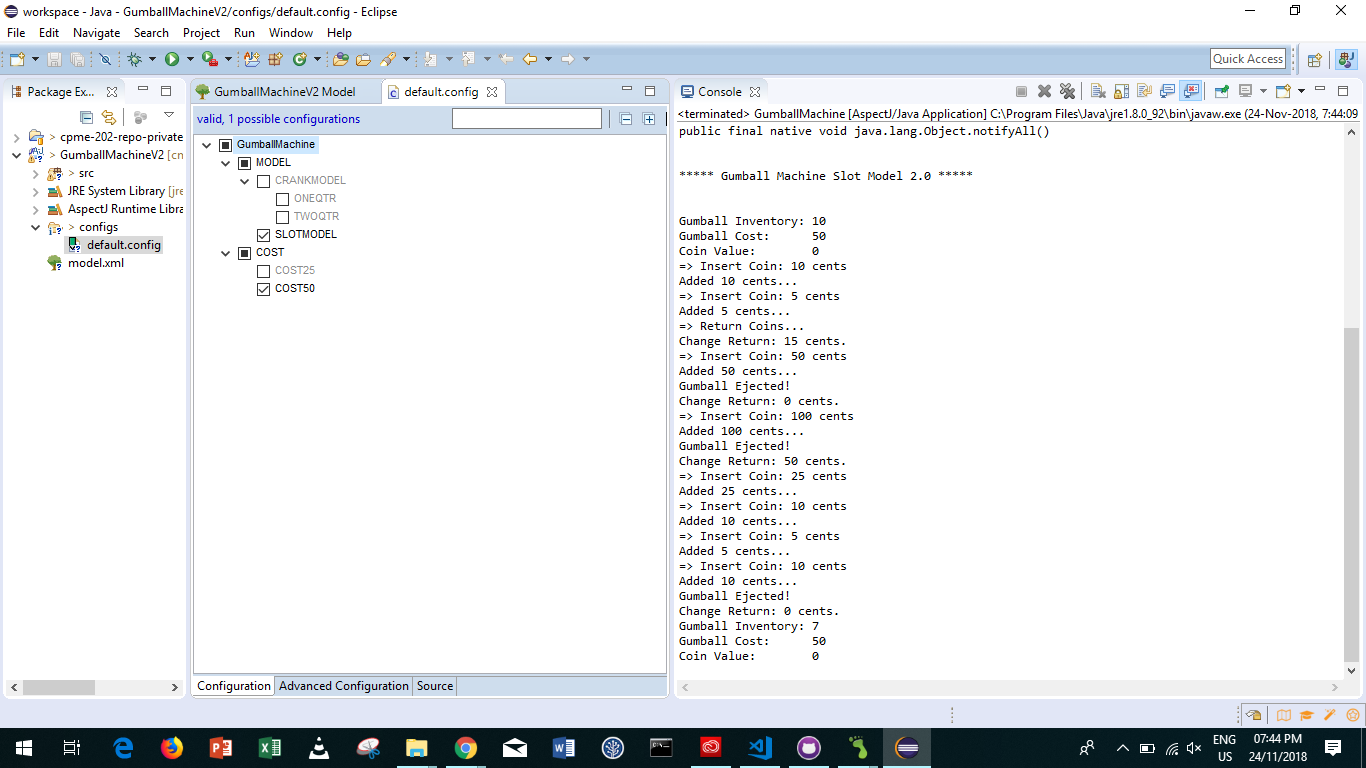 workspace - Java - GumballMachineV2/configs/default.config - Eclipse
File Edit Navigate Search Project Run Window Help
Quick Access
Package Ex...
> cpme-202-repo-private
> GumballMachineV2 [cn
> src
JRE System Library [jre
AspectJ Runtime Libra
> configs
default.config
model.xml
GumballMachineV2 Model
default.config
valid, 1 possible configurations
GumballMachine
MODEL
CRANKMODEL
ONEQTR
TWOQTR
SLOTMODEL
COST
COST25
COST50
Configuration Advanced Configuration Source
Console
<terminated> GumballMachine [AspectJ/Java Application] C:\Program Files\Java\jre1.8.0_92\bin\javaw.exe (24-Nov-2018, 7:44:09
public final native void java.lang.Object.notifyAll()
***** Gumball Machine Slot Model 2.0 *****
Gumball Inventory: 10
Gumball Cost: 50
Coin Value: 0
=> Insert Coin: 10 cents
Added 10 cents...
=> Insert Coin: 5 cents
Added 5 cents...
=> Return Coins...
Change Return: 15 cents.
=> Insert Coin: 50 cents
Added 50 cents...
Gumball Ejected!
Change Return: 0 cents.
=> Insert Coin: 100 cents
Added 100 cents...
Gumball Ejected!
Change Return: 50 cents.
=> Insert Coin: 25 cents
Added 25 cents...
=> Insert Coin: 10 cents
Added 10 cents...
=> Insert Coin: 5 cents
Added 5 cents...
=> Insert Coin: 10 cents
Added 10 cents...
Gumball Ejected!
Change Return: 0 cents.
Gumball Inventory: 7
Gumball Cost: 50
Coin Value: 0
ENG
US
07:44 PM
24/11/2018